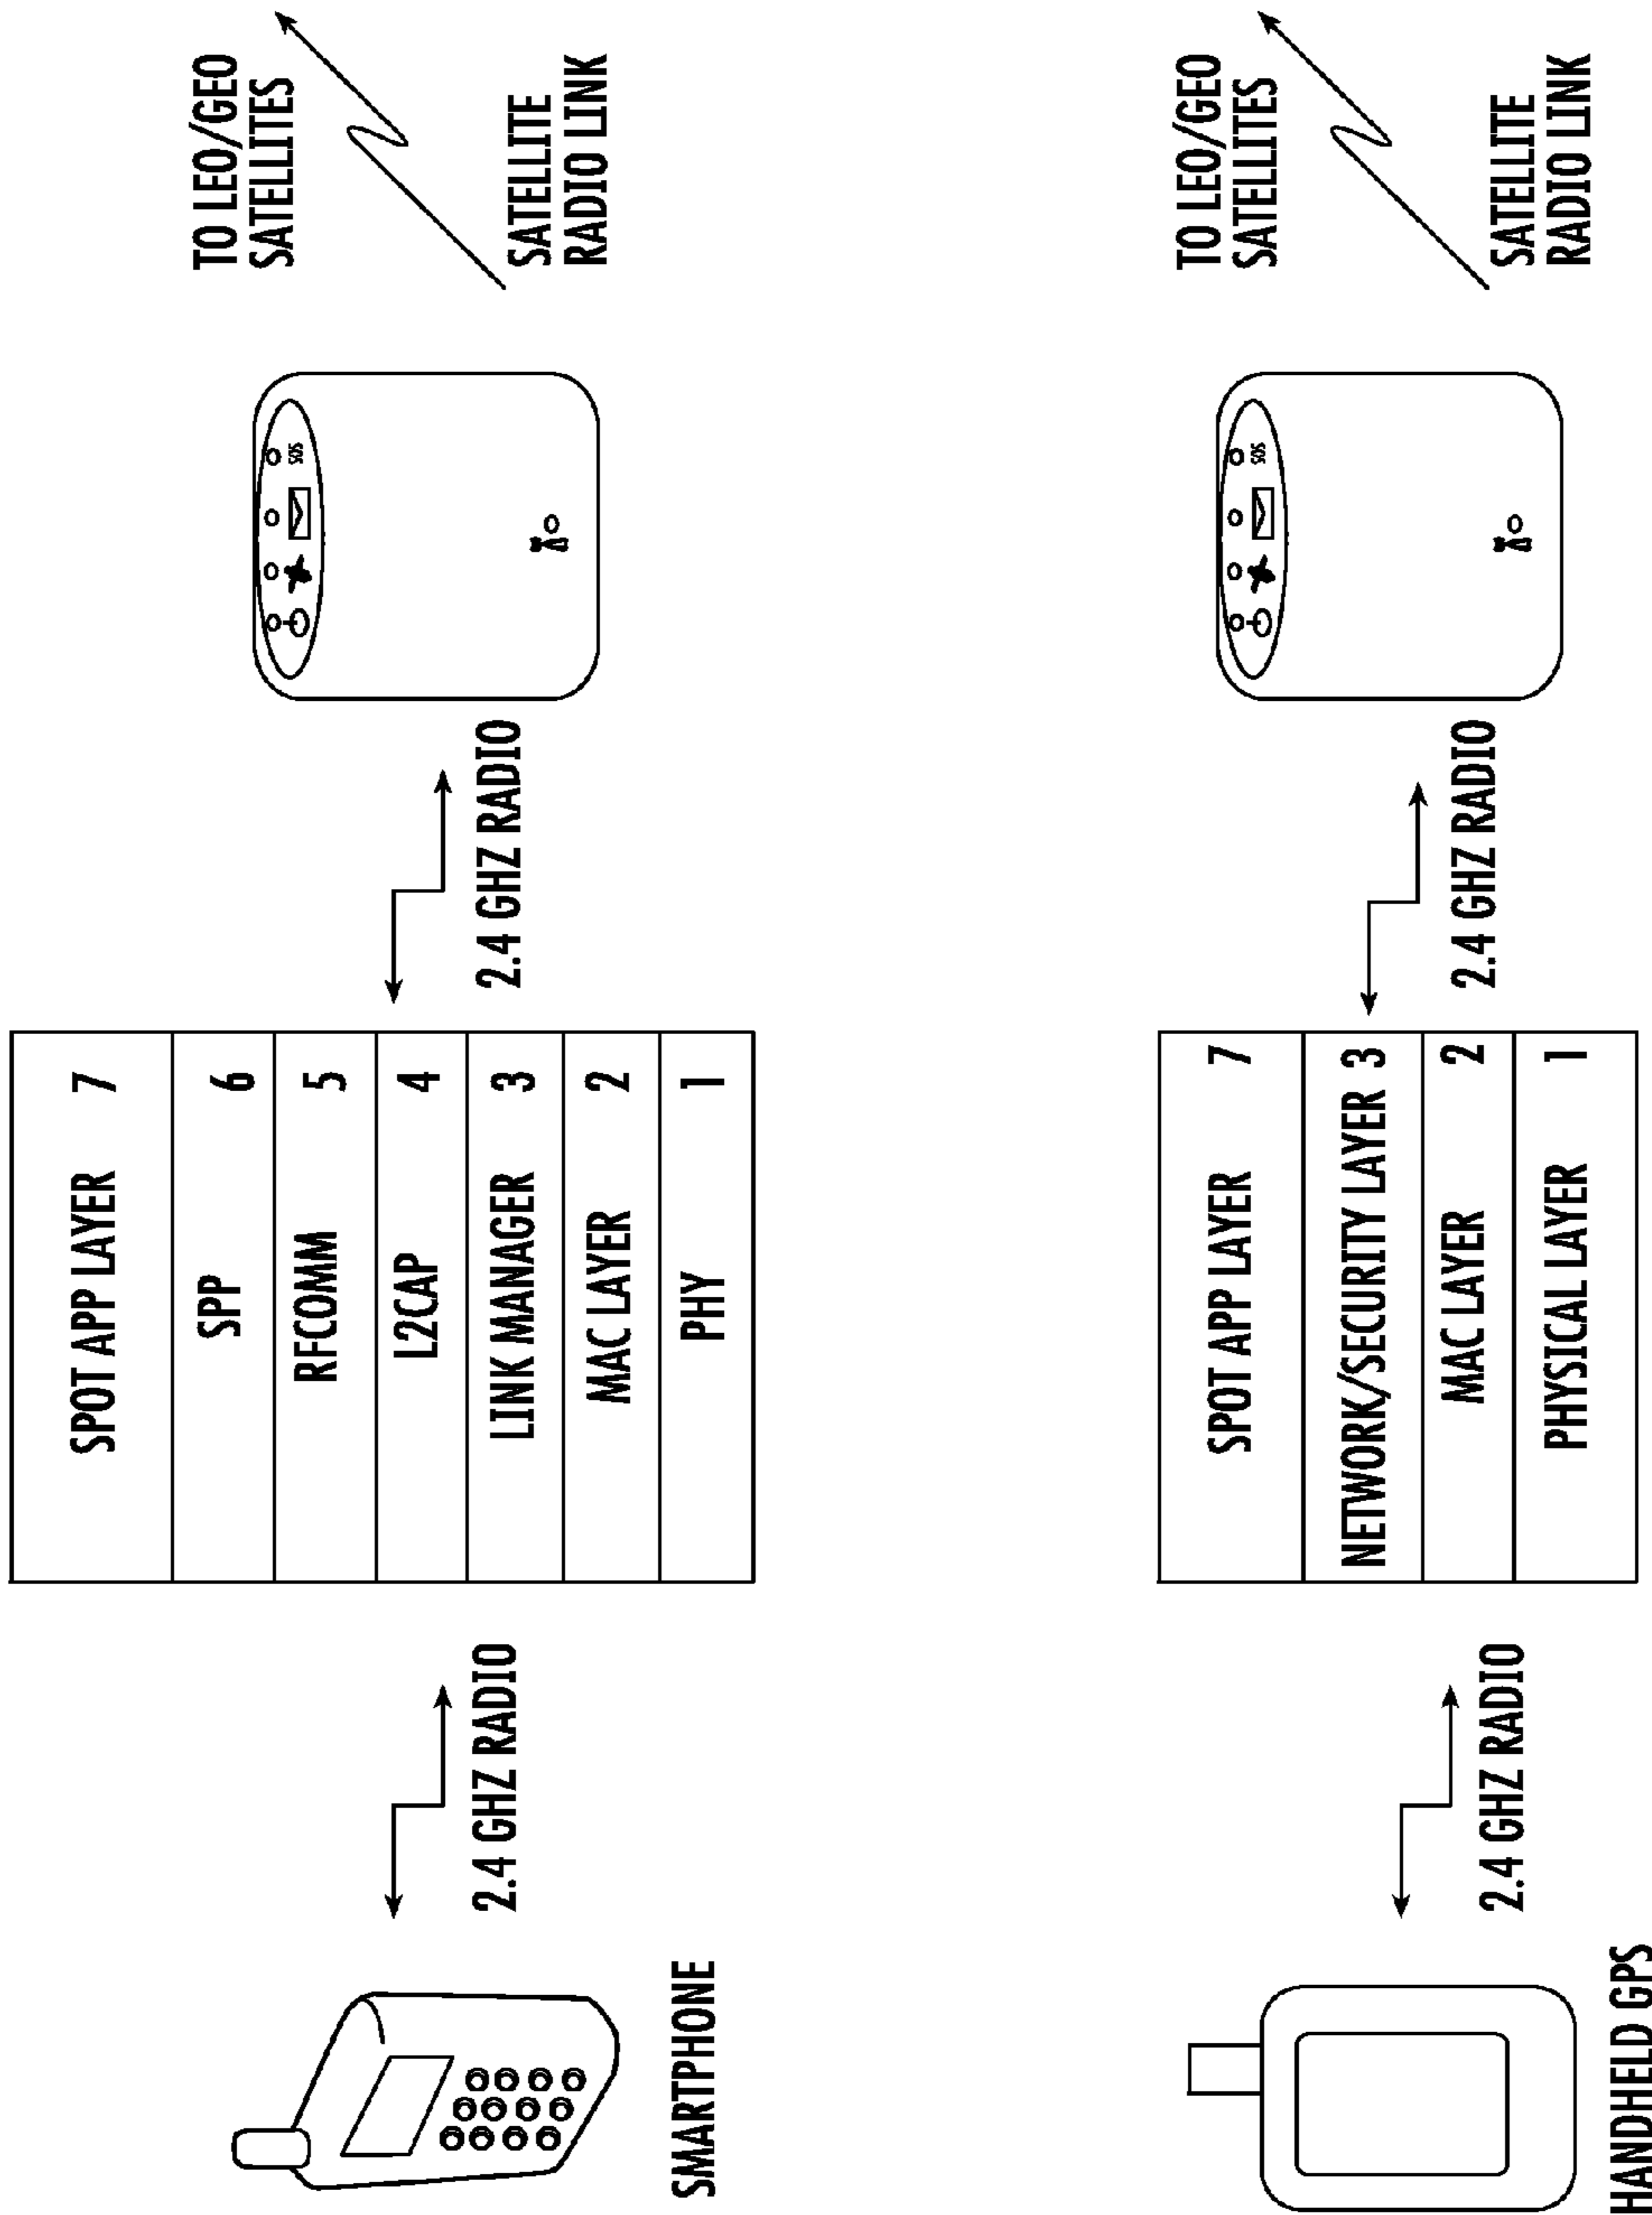 SMARTPHONE
2.4 GHZ RADIO
SPOT APP LAYER 7
SPP 6
RFCOMM 5
L2CAP 4
LINK MANAGER 3
MAC LAYER 2
PHY 1
2.4 GHZ RADIO
SOS
TO LEO/GEO
SATELLITES
SATELLITE
RADIO LINK
HANDHELD GPS
2.4 GHZ RADIO
SPOT APP LAYER 7
NETWORK/SECURITY LAYER 3
MAC LAYER 2
PHYSICAL LAYER 1
2.4 GHZ RADIO
SOS
TO LEO/GEO
SATELLITES
SATELLITE
RADIO LINK